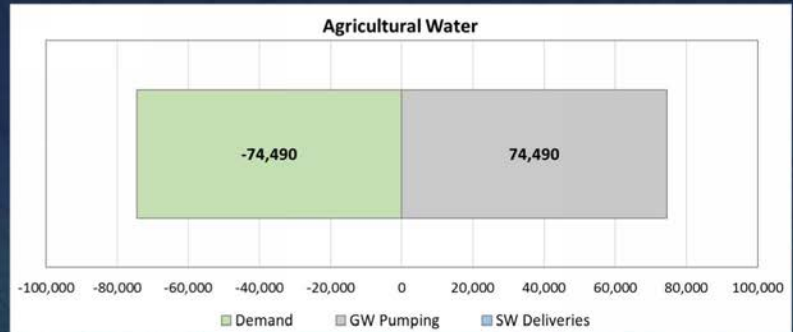 Agricultural Water
-74,490 74,490
-100,000 -80,000 -60,000 -40,000 -20,000 0 20,000 40,000 60,000 80,000 100,000
Demand GW Pumping SW Deliveries